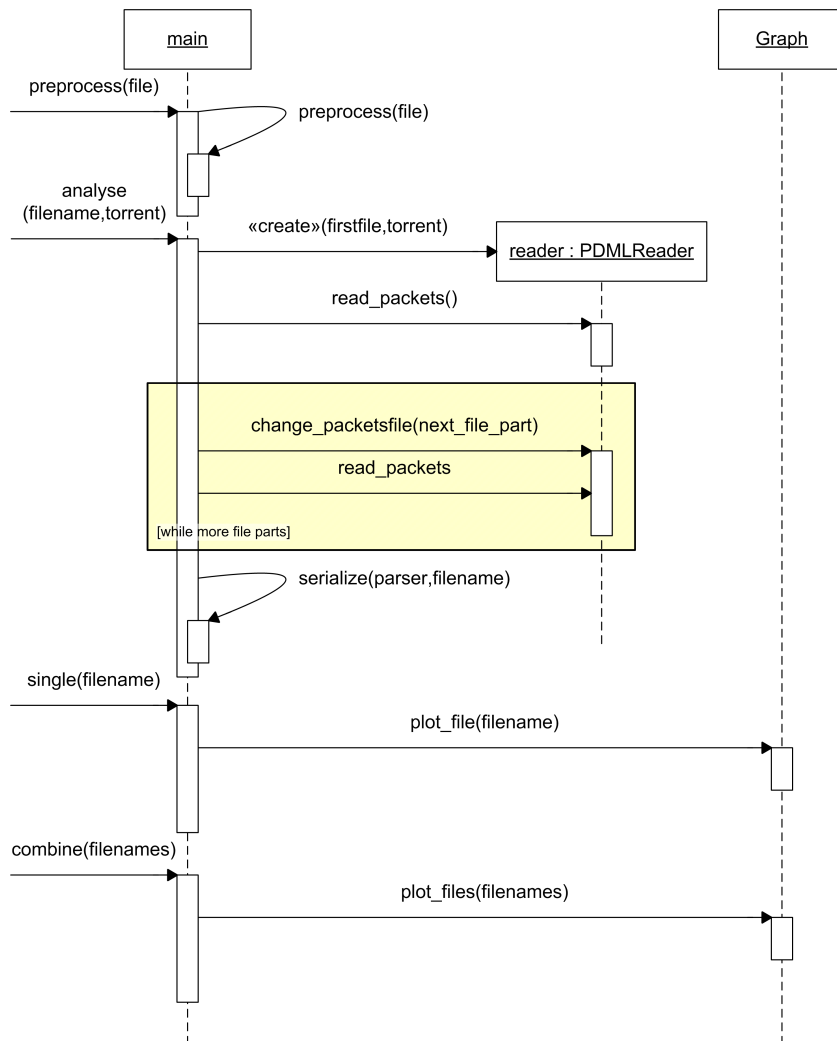 main
Graph
preprocess(file)
preprocess(file)
analyse
(filename,torrent)
«create»(firstfile,torrent)
reader : PDMLReader
read_packets()
change_packetsfile(next_file_part)
read_packets
[while more file parts]
serialize(parser,filename)
single(filename)
plot_file(filename)
combine(filenames)
plot_files(filenames)